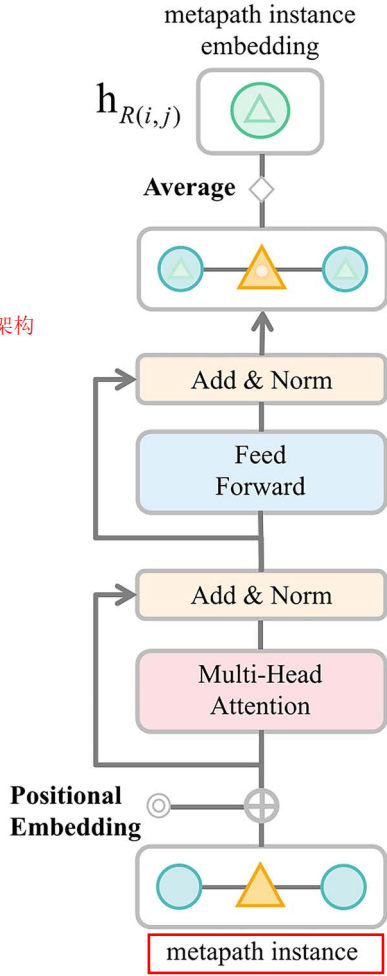 metapath instance
embedding
h_{R(i,j)}
Average
架构
Add & Norm
Feed
Forward
Add & Norm
Multi-Head
Attention
Positional
Embedding
metapath instance